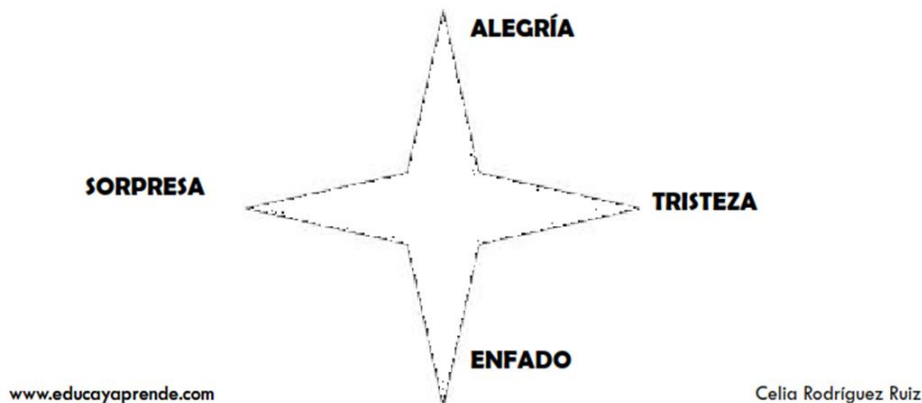 ALEGRÍA
SORPRESA
TRISTEZA
ENFADO
www.educayaprende.com
Celia Rodríguez Ruiz